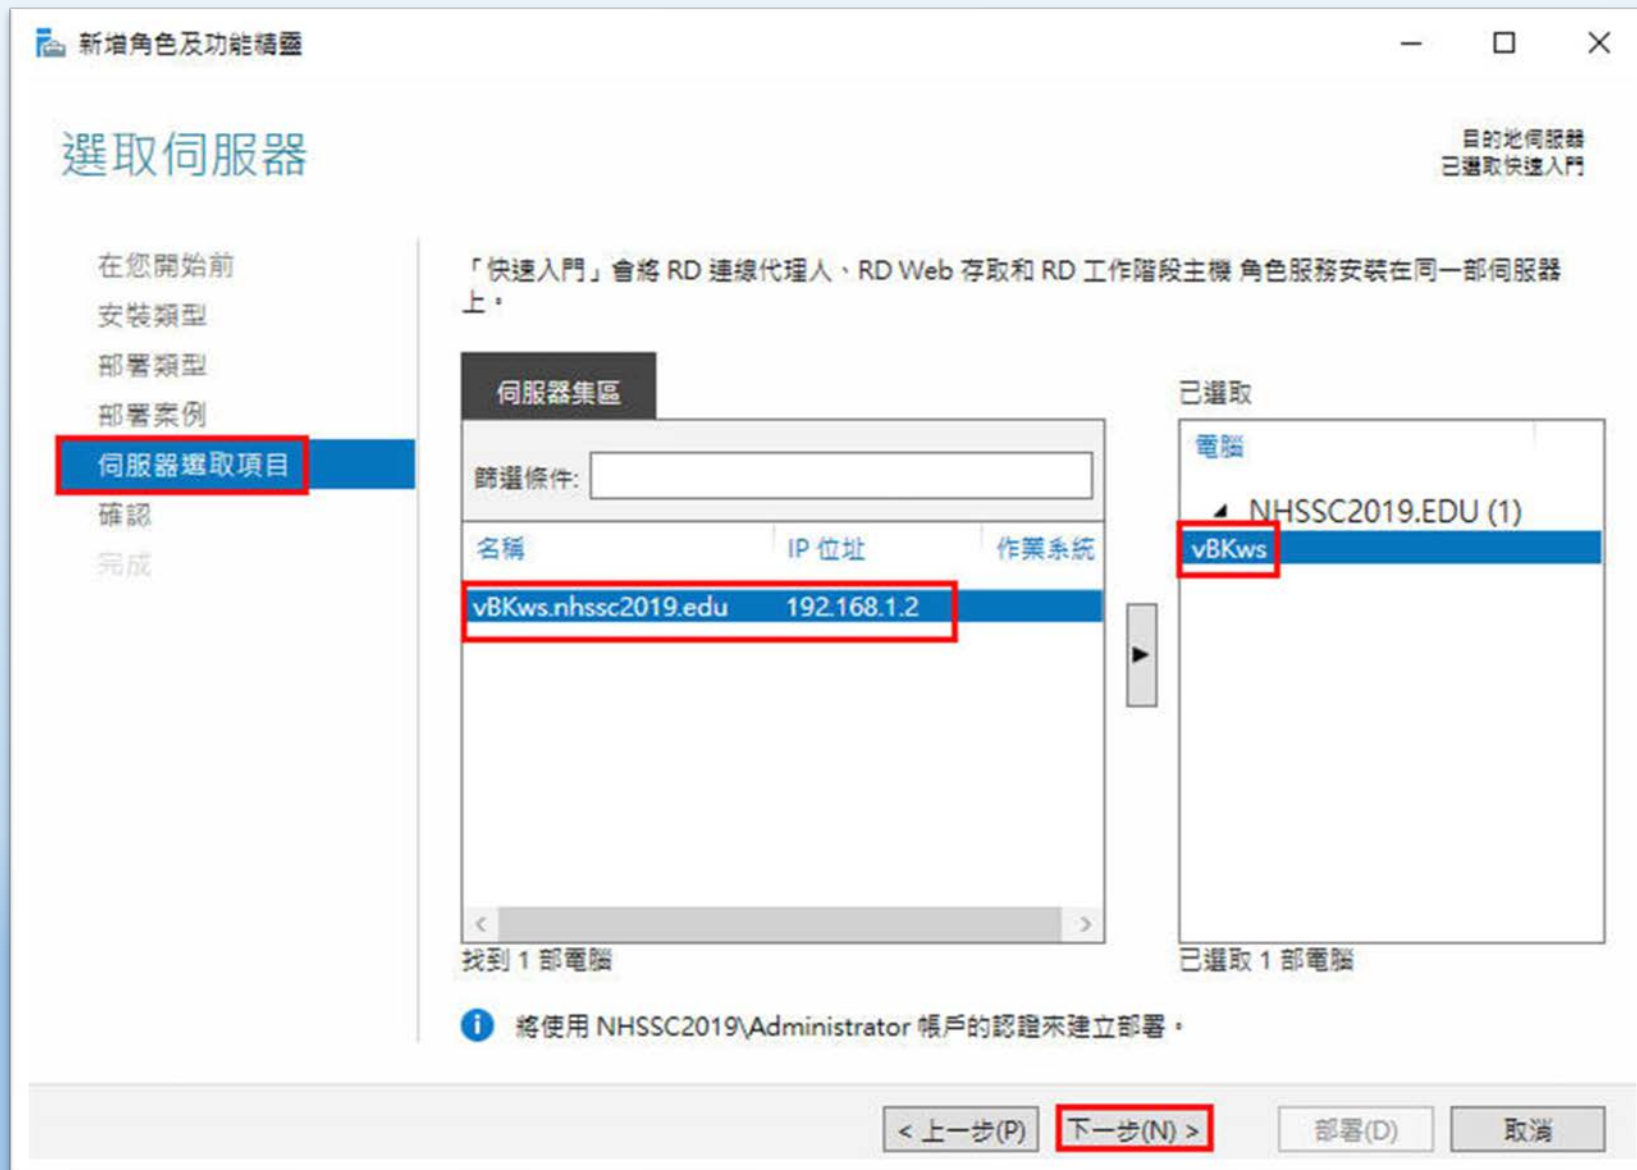 新增角色及功能精靈
選取伺服器
目的地伺服器
已選取快速入門
在您開始前
安裝類型
部署類型
部署案例
伺服器選取項目
確認
完成
「快速入門」會將 RD 連線代理人、RD Web 存取和 RD 工作階段主機 角色服務安裝在同一部伺服器
上。
伺服器集區
篩選條件:
名稱 IP 位址 作業系統
vBKws.nhssc2019.edu 192.168.1.2
找到 1 部電腦
已選取
電腦
NHSSC2019.EDU (1)
vBKws
已選取 1 部電腦
將使用 NHSSC2019\Administrator 帳戶的認證來建立部署。
< 上一步(P) 下一步(N) > 部署(D) 取消